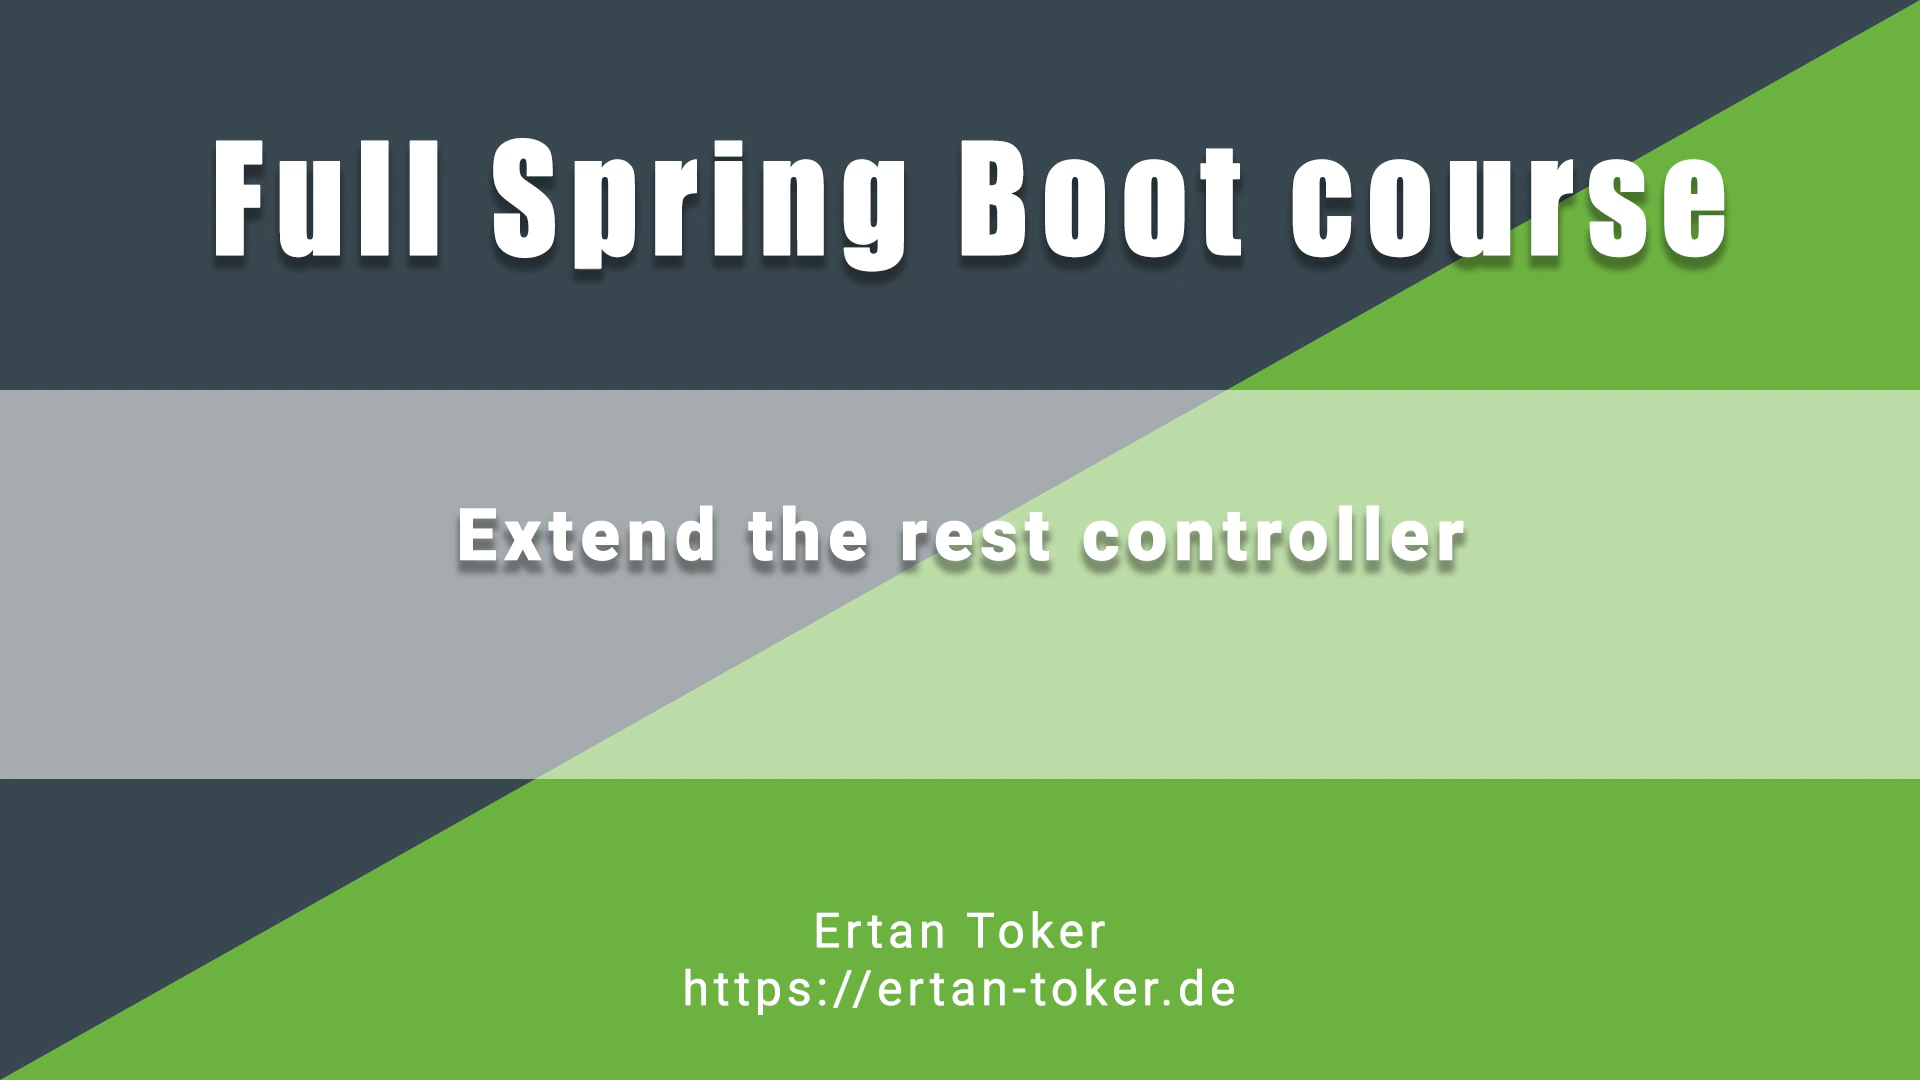 Full Spring Boot course
Extend the rest controller
Ertan Toker
https://ertan-toker.de